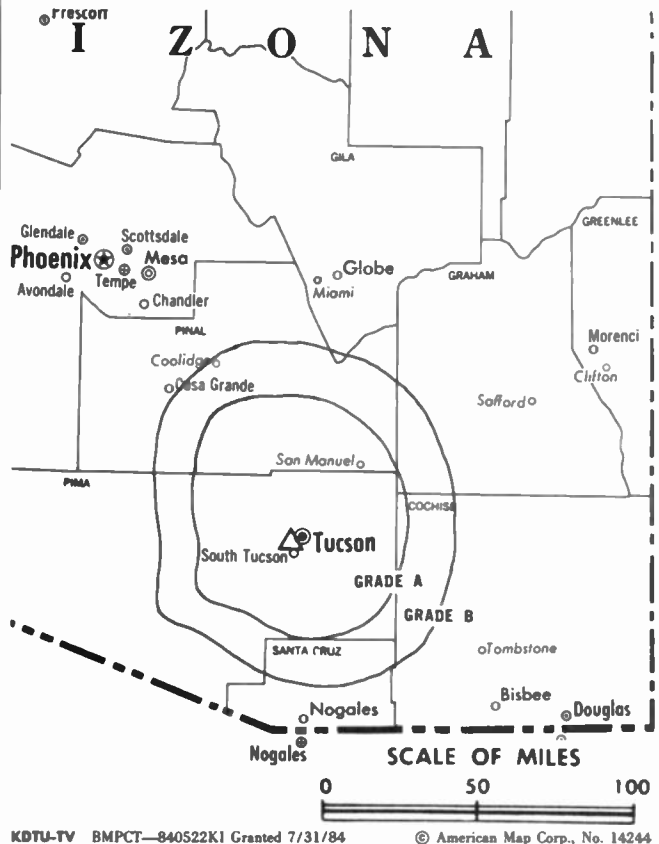 Prescott
I Z O N A
GILA
GREENLEE
Glendale
Scottsdale
Phoenix
Mesa
Tempe
Avondale
Chandler
Globe
Miami
GRAHAM
PINAL
Morenci
Clifton
Coolidge
Casa Grande
Safford
San Manuel
PIMA
COCHISE
Tucson
South Tucson
GRADE A
GRADE B
SANTA CRUZ
Tombstone
Bisbee
Nogales
Douglas
Nogales
SCALE OF MILES
0 50 100
KDTU-TV BMPCT—840522KI Granted 7/31/84
© American Map Corp., No. 14244